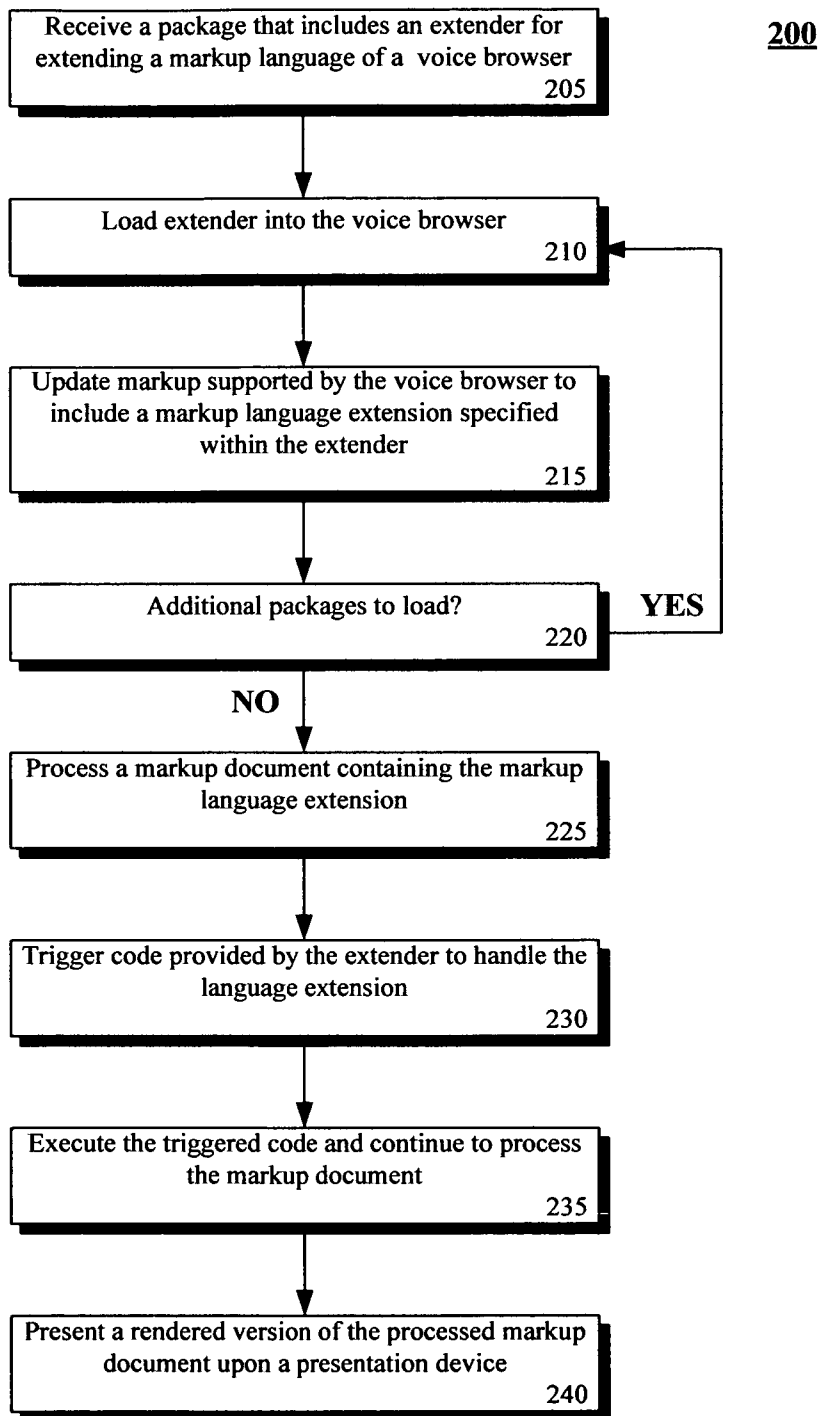 200
Receive a package that includes an extender for
extending a markup language of a voice browser
205
Load extender into the voice browser
210
Update markup supported by the voice browser to
include a markup language extension specified
within the extender
215
Additional packages to load?
220
YES
NO
Process a markup document containing the markup
language extension
225
Trigger code provided by the extender to handle the
language extension
230
Execute the triggered code and continue to process
the markup document
235
Present a rendered version of the processed markup
document upon a presentation device
240